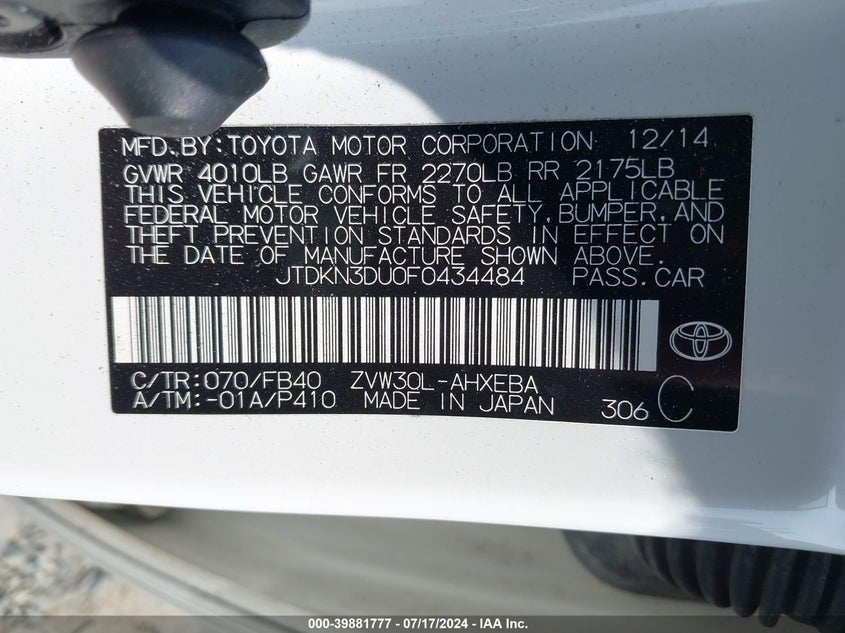 MFD.BY:TOYOTA MOTOR CORPORATION 12/14
GVWR 4010LB GAWR FR 2270LB RR 2175LB
THIS VEHICLE CONFORMS TO ALL APPLICABLE
FEDERAL MOTOR VEHICLE SAFETY,BUMPER,AND
THEFT PREVENTION STANDARDS IN EFFECT ON
THE DATE OF MANUFACTURE SHOWN ABOVE.
JTDKN3DU0F0434484 PASS.CAR
C/TR:070/FB40 ZVW30L-AHXEBA
A/TM:-01A/P410 MADE IN JAPAN 306 C
000-39881777 / 07/17/2024 - IAA Inc.